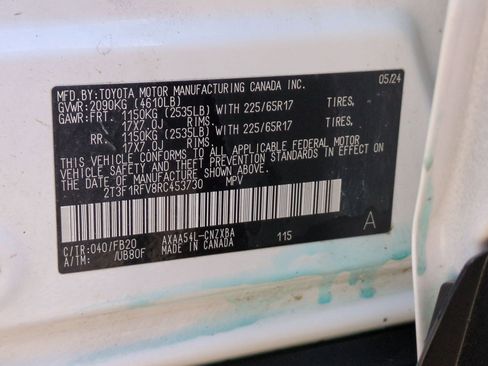 MFD.BY:TOYOTA MOTOR MANUFACTURING CANADA INC. 05/24
GVWR:2090KG (4610LB)
GAWR:FRT. 1150KG (2535LB) WITH 225/65R17 TIRES,
17X7.0J RIMS,
RR. 1150KG (2535LB) WITH 225/65R17 TIRES,
17X7.0J RIMS.
THIS VEHICLE CONFORMS TO ALL APPLICABLE FEDERAL MOTOR
VEHICLE SAFETY AND THEFT PREVENTION STANDARDS IN EFFECT ON
THE DATE OF MANUFACTURE SHOWN ABOVE.
2T3F1RFV8RC453730 MPV
C/TR:040/FB20 AXAA54L-CNZXBA 115 A
A/TM: /UB80F MADE IN CANADA